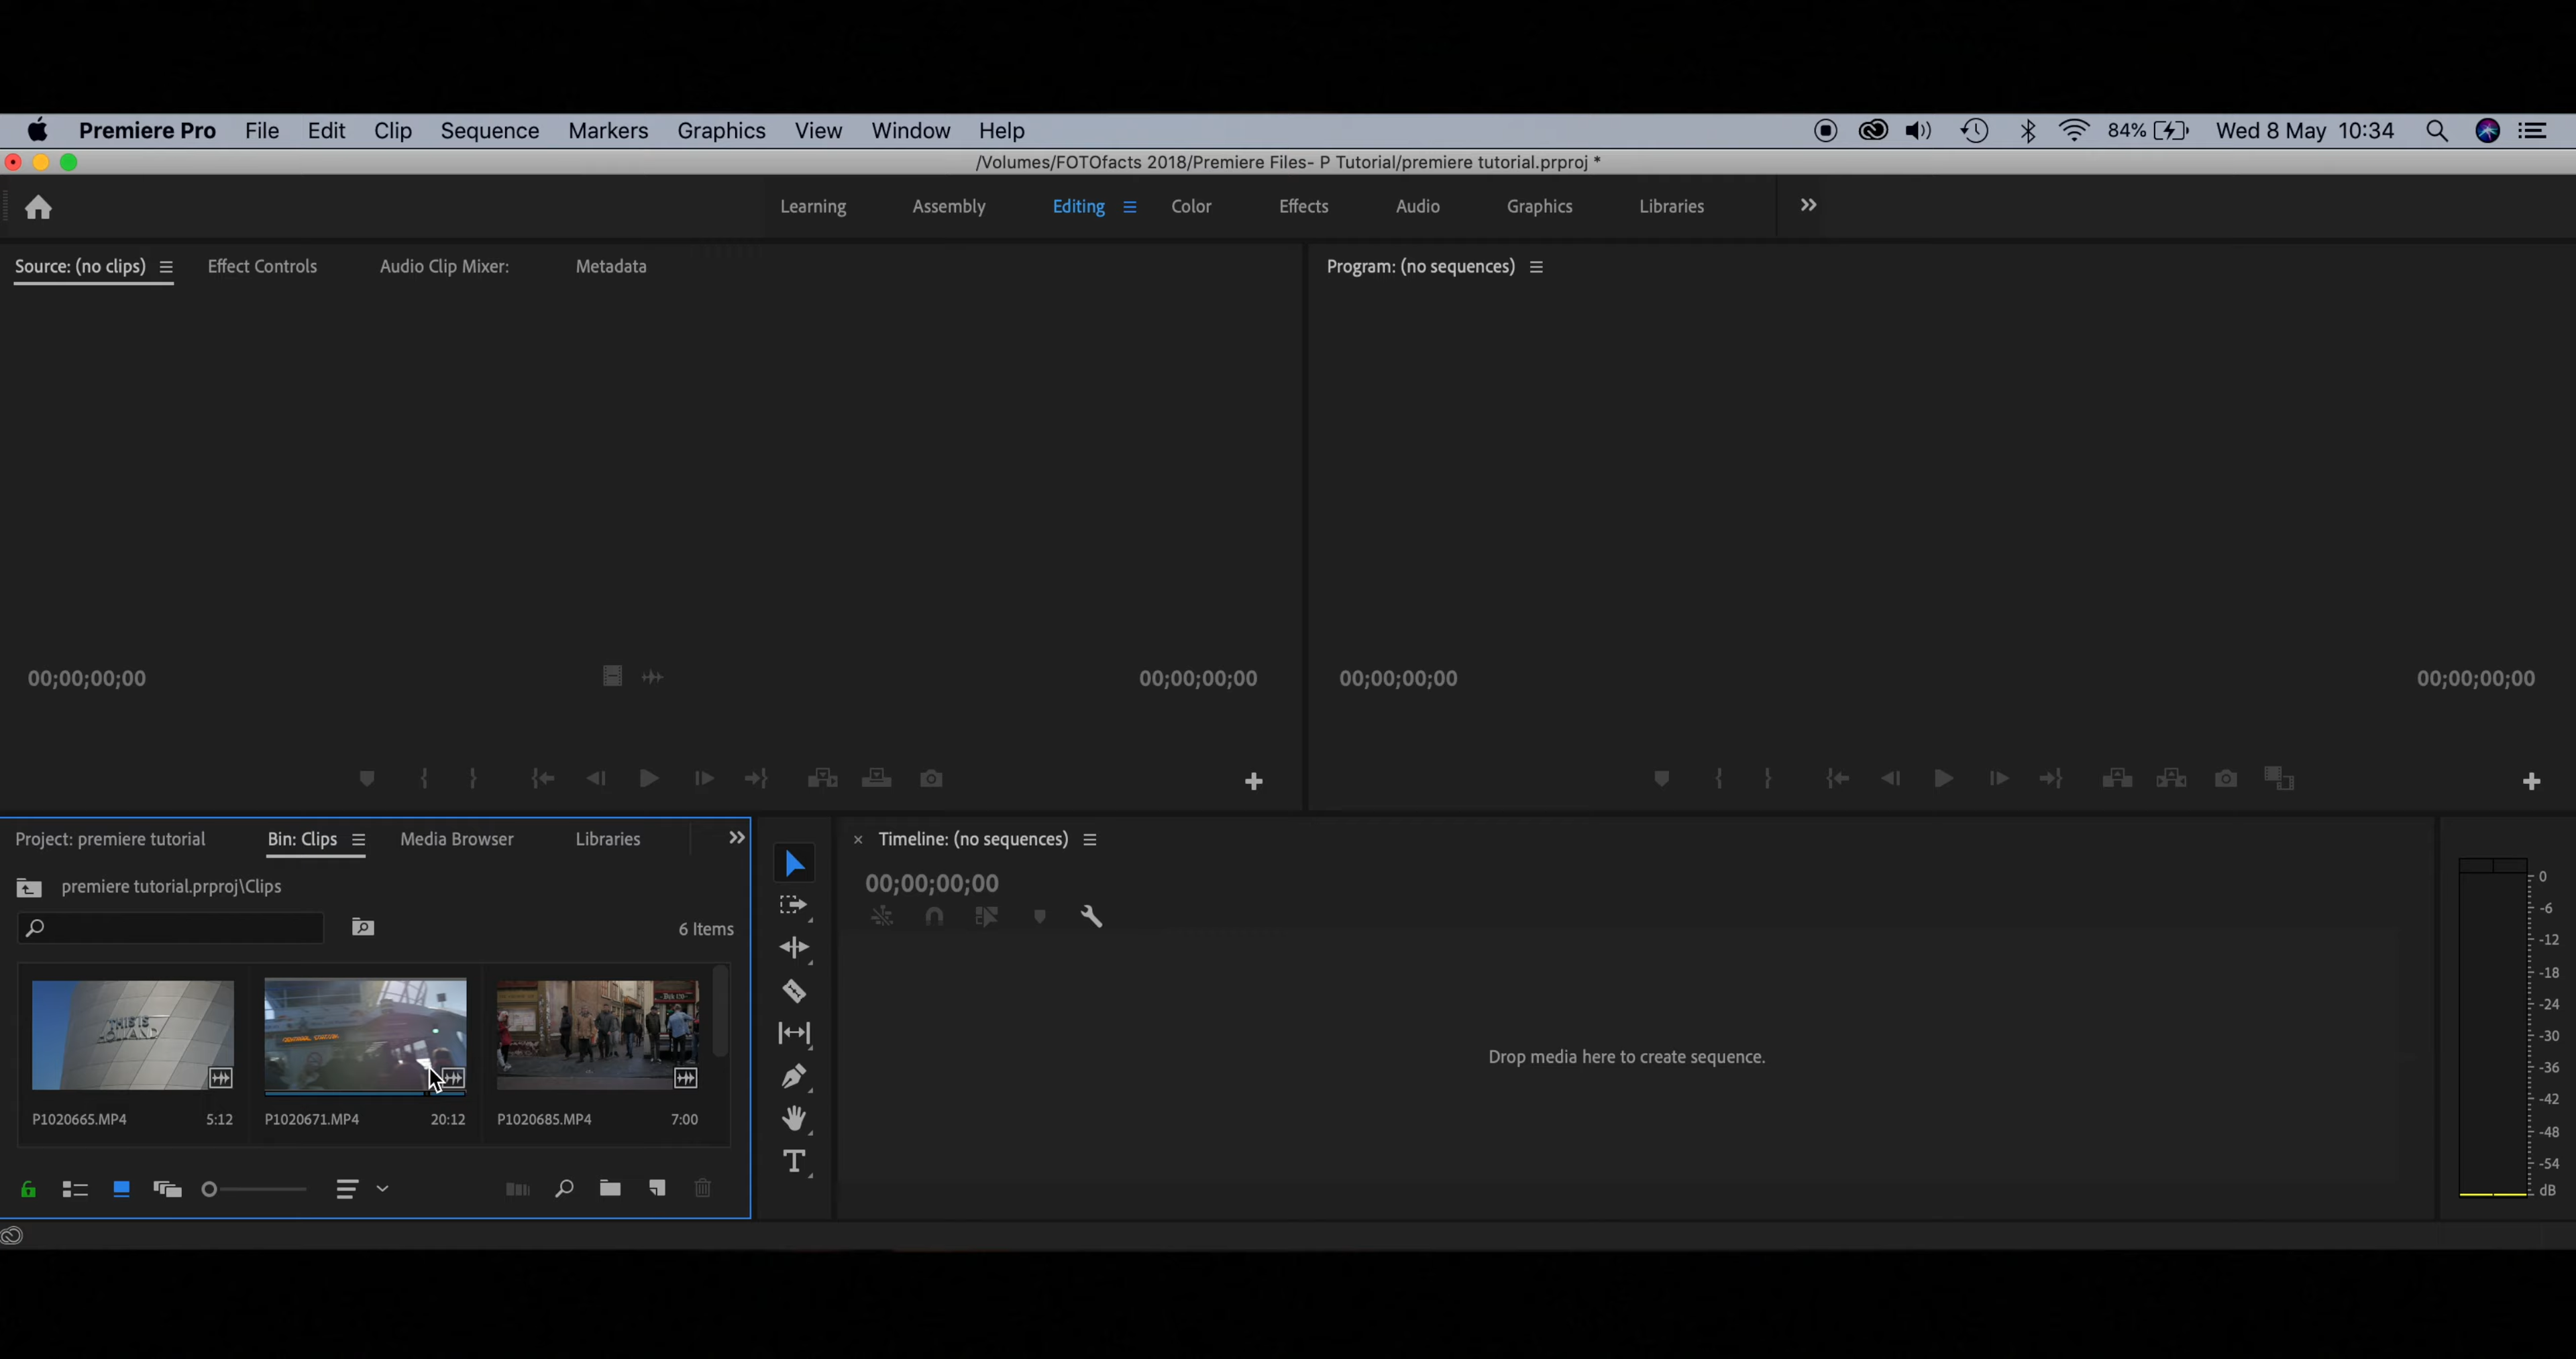 Premiere Pro File Edit Clip Sequence Markers Graphics View Window Help 84% Wed 8 May 10:34
/Volumes/FOTOfacts 2018/Premiere Files- P Tutorial/premiere tutorial.prproj *
Learning Assembly Editing Color Effects Audio Graphics Libraries
Source: (no clips) Effect Controls Audio Clip Mixer: Metadata
Program: (no sequences)
00;00;00;00 00;00;00;00
00;00;00;00 00;00;00;00
Project: premiere tutorial Bin: Clips Media Browser Libraries
premiere tutorial.prproj\Clips
6 Items
THIS IS
HOLLAND
CENTRAAL STATION
P1020665.MP4 5:12
P1020671.MP4 20:12
P1020685.MP4 7:00
Timeline: (no sequences)
00;00;00;00
Drop media here to create sequence.
0
-6
-12
-18
-24
-30
-36
-42
-48
-54
dB